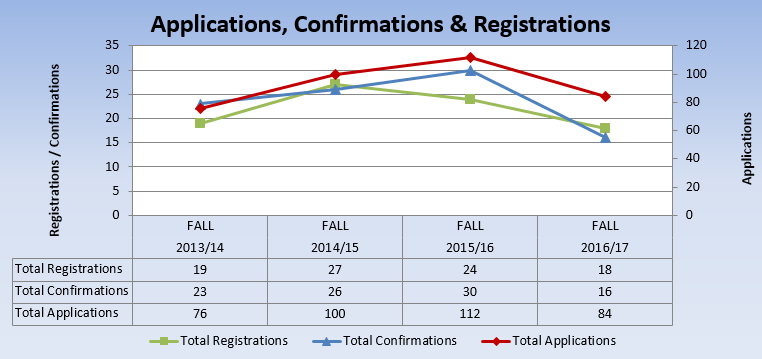 Applications, Confirmations & Registrations
Registrations / Confirmations
35
30
25
20
15
10
5
0
120
100
80
60
40
20
0
Applications
FALL FALL FALL FALL
2013/14 2014/15 2015/16 2016/17
Total Registrations 19 27 24 18
Total Confirmations 23 26 30 16
Total Applications 76 100 112 84
Total Registrations Total Confirmations Total Applications